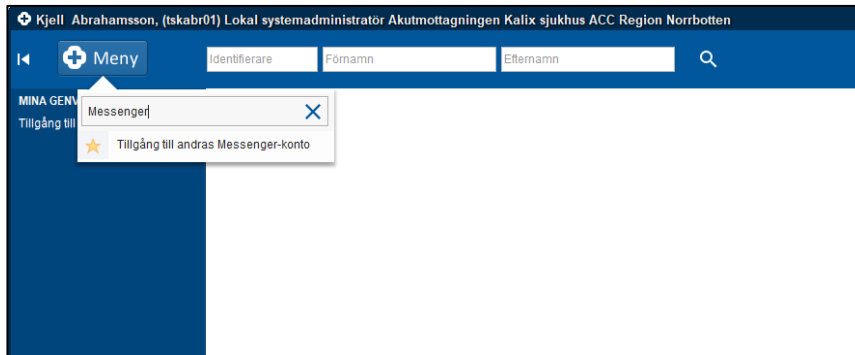 Kjell Abrahamsson, (tskabr01) Lokal systemadministratör Akutmottagningen Kalix sjukhus ACC Region Norrbotten
Meny
Identifierare
Förnamn
Efternamn
MINA GENV
Messenger
Tillgång till
Tillgång till andras Messenger-konto